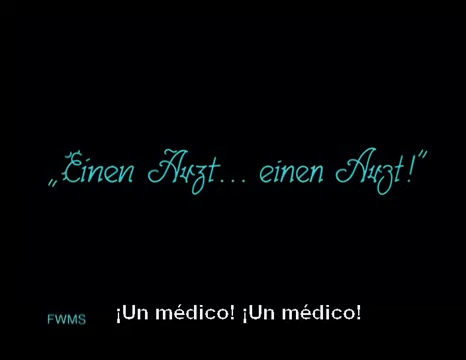 „Einen Arzt... einen Arzt!“
¡Un médico! ¡Un médico!
FWMS